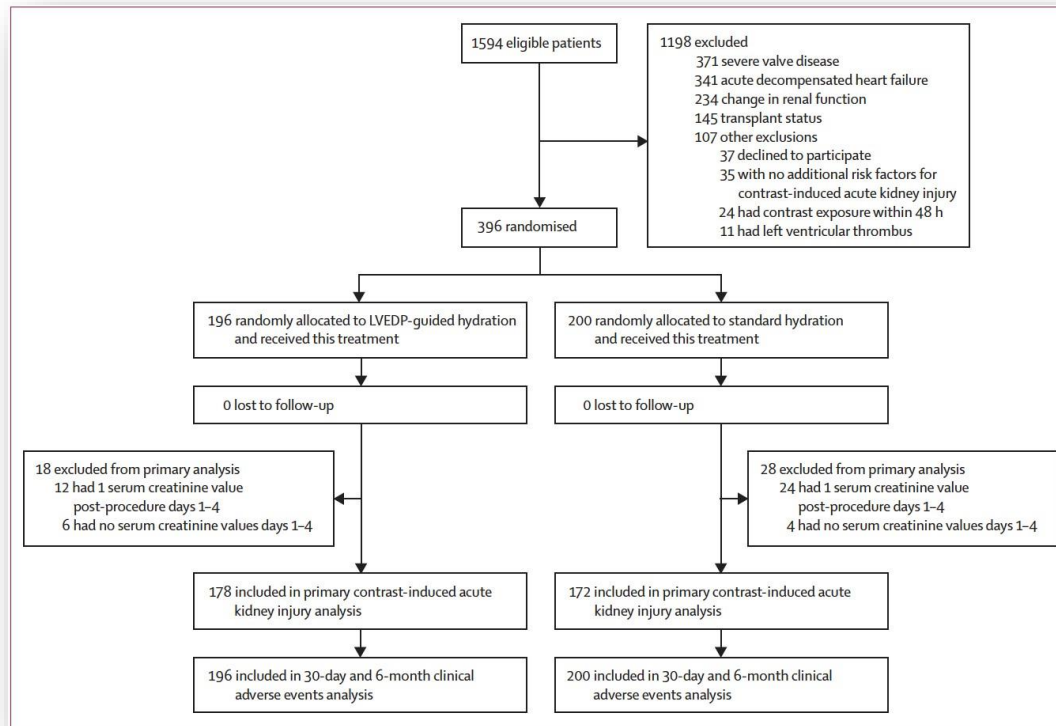 1594 eligible patients
1198 excluded
371 severe valve disease
341 acute decompensated heart failure
234 change in renal function
145 transplant status
107 other exclusions
37 declined to participate
35 with no additional risk factors for
contrast-induced acute kidney injury
24 had contrast exposure within 48 h
11 had left ventricular thrombus
396 randomised
196 randomly allocated to LVEDP-guided hydration
and received this treatment
200 randomly allocated to standard hydration
and received this treatment
0 lost to follow-up
0 lost to follow-up
18 excluded from primary analysis
12 had 1 serum creatinine value
post-procedure days 1–4
6 had no serum creatinine values days 1–4
28 excluded from primary analysis
24 had 1 serum creatinine value
post-procedure days 1–4
4 had no serum creatinine values days 1–4
178 included in primary contrast-induced acute
kidney injury analysis
172 included in primary contrast-induced acute
kidney injury analysis
196 included in 30-day and 6-month clinical
adverse events analysis
200 included in 30-day and 6-month clinical
adverse events analysis